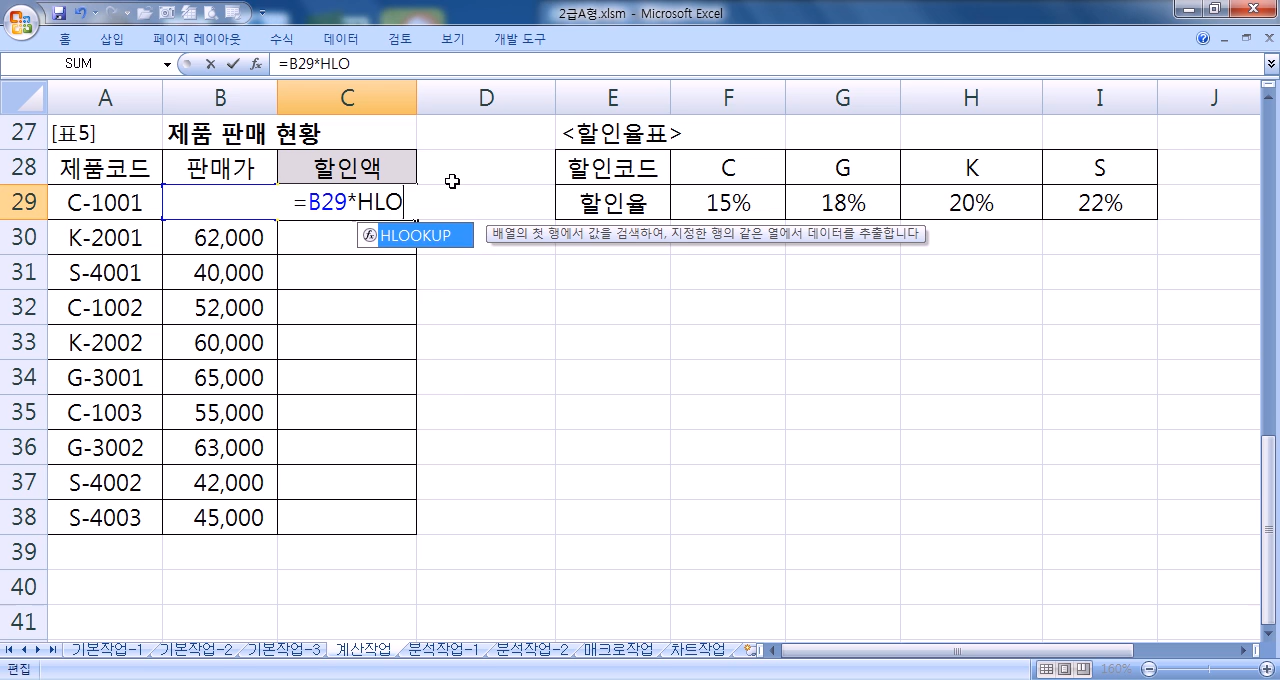 2급A형.xlsm - Microsoft Excel
홈 삽입 페이지 레이아웃 수식 데이터 검토 보기 개발 도구
SUM =B29*HLO
A B C D E F G H I J
27 [표5] 제품 판매 현황 <할인율표>
28 제품코드 판매가 할인액 할인코드 C G K S
29 C-1001 =B29*HLO 할인율 15% 18% 20% 22%
HLOOKUP 배열의 첫 행에서 값을 검색하여, 지정한 행의 같은 열에서 데이터를 추출합니다
30 K-2001 62,000
31 S-4001 40,000
32 C-1002 52,000
33 K-2002 60,000
34 G-3001 65,000
35 C-1003 55,000
36 G-3002 63,000
37 S-4002 42,000
38 S-4003 45,000
39
40
41
기본작업-1 기본작업-2 기본작업-3 계산작업 분석작업-1 분석작업-2 매크로작업 차트작업
편집 160%